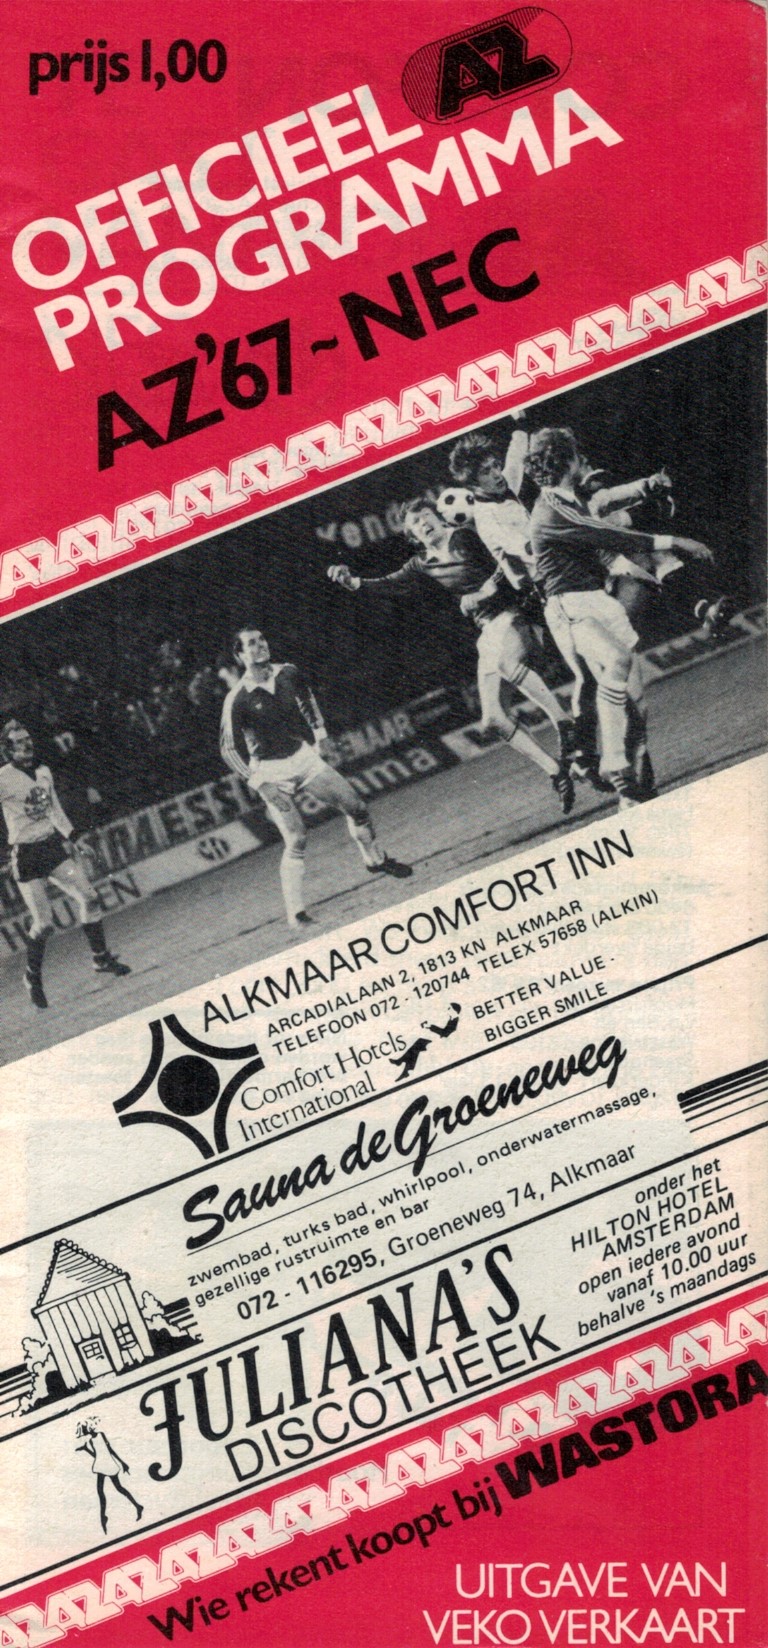 prijs 1,00
AZ
OFFICIEEL
PROGRAMMA
AZ'67~NEC
AZAZAZAZAZAZAZAZAZAZAZAZAZAZAZAZAZ
HOUTEN
ALKMAAR COMFORT INN
ARCADIALAAN 2, 1813 KN ALKMAAR
TELEFOON 072 - 120744 TELEX 57658 (ALKIN)
Comfort Hotels
International
BETTER VALUE -
BIGGER SMILE
Sauna de Groeneweg
zwembad, turks bad, whirlpool, onderwatermassage,
gezellige rustruimte en bar
072 - 116295, Groeneweg 74, Alkmaar
JULIANA'S
DISCOTHEEK
onder het
HILTON HOTEL
AMSTERDAM
open iedere avond
vanaf 10.00 uur
behalve 's maandags
AZAZAZAZAZAZAZAZAZAZAZAZAZAZAZAZAZ
Wie rekent koopt bij WASTORA
UITGAVE VAN
VEKO VERKAART